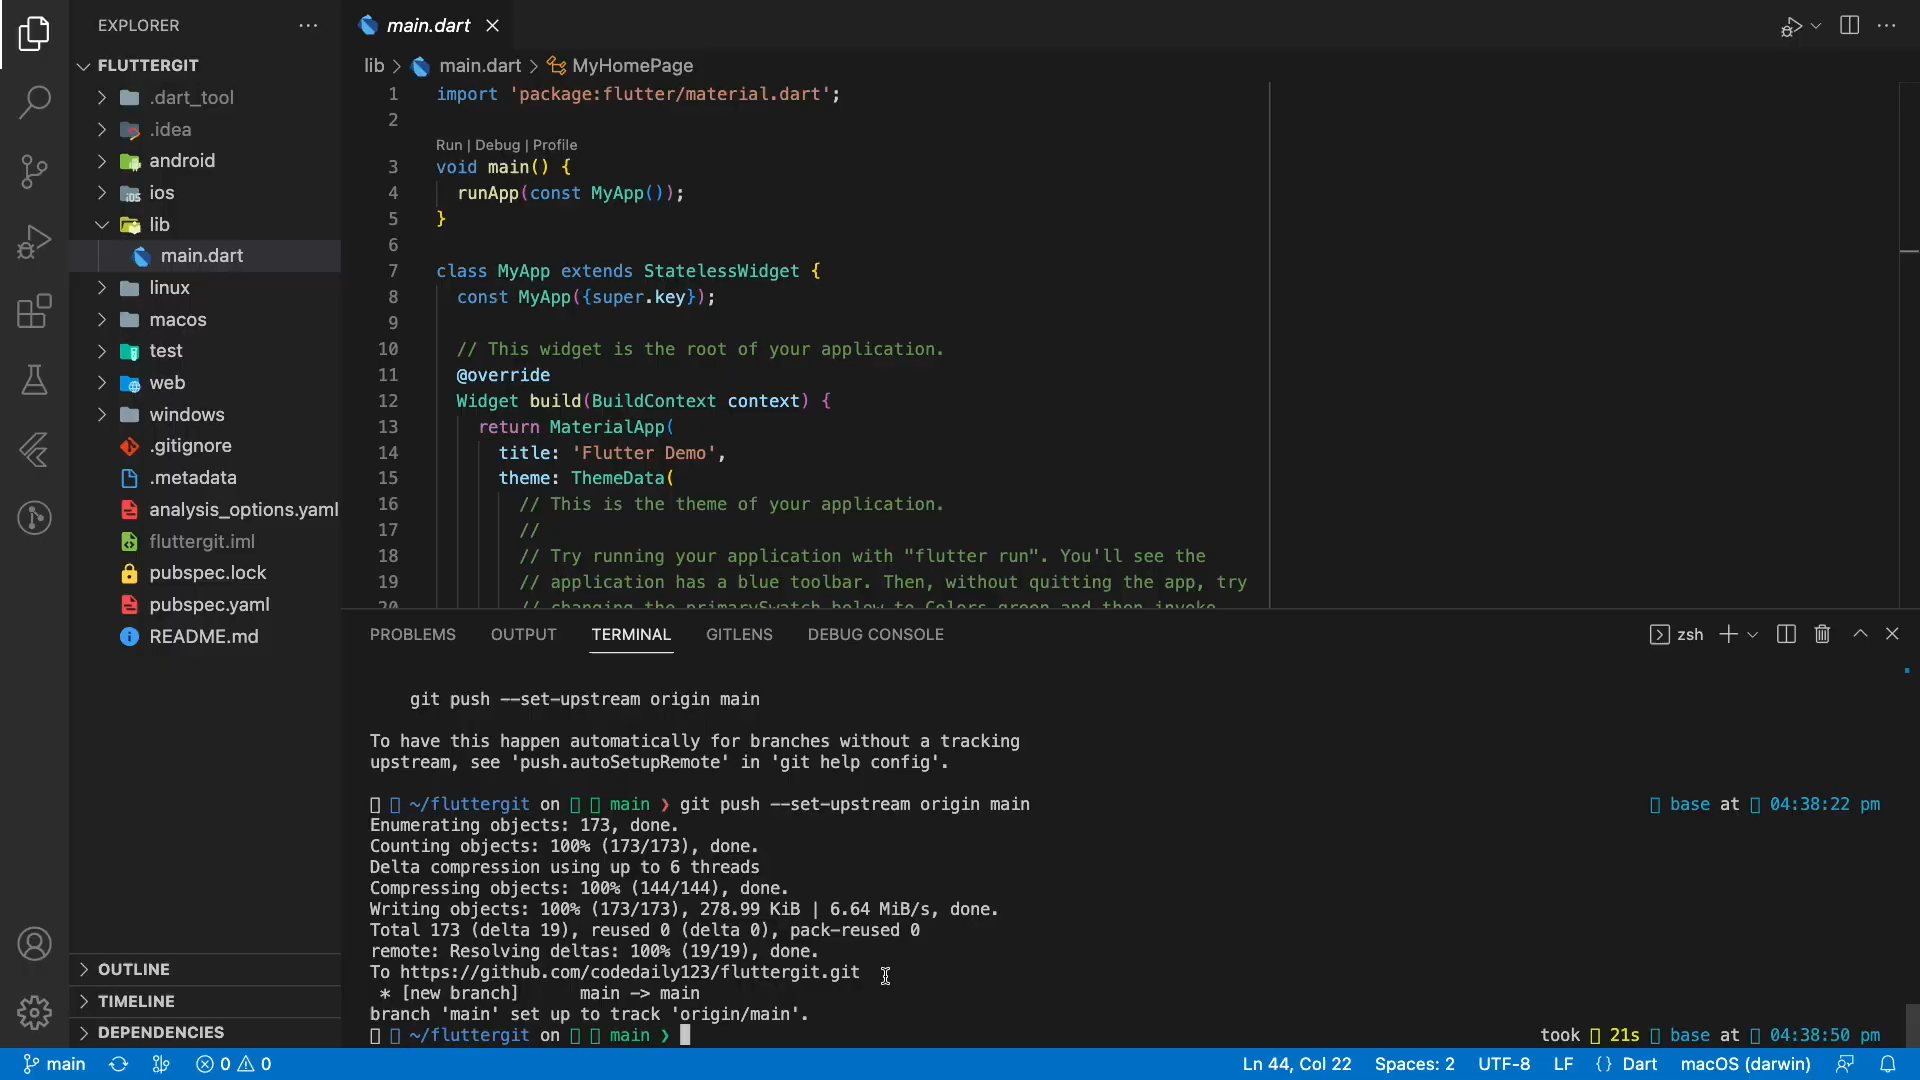 EXPLORER
FLUTTERGIT
.dart_tool
.idea
android
ios
lib
main.dart
linux
macos
test
web
windows
.gitignore
.metadata
analysis_options.yaml
fluttergit.iml
pubspec.lock
pubspec.yaml
README.md
OUTLINE
TIMELINE
DEPENDENCIES
main.dart
lib > main.dart > MyHomePage
1 import 'package:flutter/material.dart';
2
Run | Debug | Profile
3 void main() {
4 runApp(const MyApp());
5 }
6
7 class MyApp extends StatelessWidget {
8 const MyApp({super.key});
9
10 // This widget is the root of your application.
11 @override
12 Widget build(BuildContext context) {
13 return MaterialApp(
14 title: 'Flutter Demo',
15 theme: ThemeData(
16 // This is the theme of your application.
17 //
18 // Try running your application with "flutter run". You'll see the
19 // application has a blue toolbar. Then, without quitting the app, try
20 // changing the primarySwatch below to Colors.green and then invoke
PROBLEMS OUTPUT TERMINAL GITLENS DEBUG CONSOLE zsh
git push --set-upstream origin main
To have this happen automatically for branches without a tracking
upstream, see 'push.autoSetupRemote' in 'git help config'.
~/fluttergit on main ❯ git push --set-upstream origin main base at 04:38:22 pm
Enumerating objects: 173, done.
Counting objects: 100% (173/173), done.
Delta compression using up to 6 threads
Compressing objects: 100% (144/144), done.
Writing objects: 100% (173/173), 278.99 KiB | 6.64 MiB/s, done.
Total 173 (delta 19), reused 0 (delta 0), pack-reused 0
remote: Resolving deltas: 100% (19/19), done.
To https://github.com/codedaily123/fluttergit.git
* [new branch] main -> main
branch 'main' set up to track 'origin/main'.
~/fluttergit on main ❯ took 21s base at 04:38:50 pm
main 0 0 Ln 44, Col 22 Spaces: 2 UTF-8 LF {} Dart macOS (darwin)